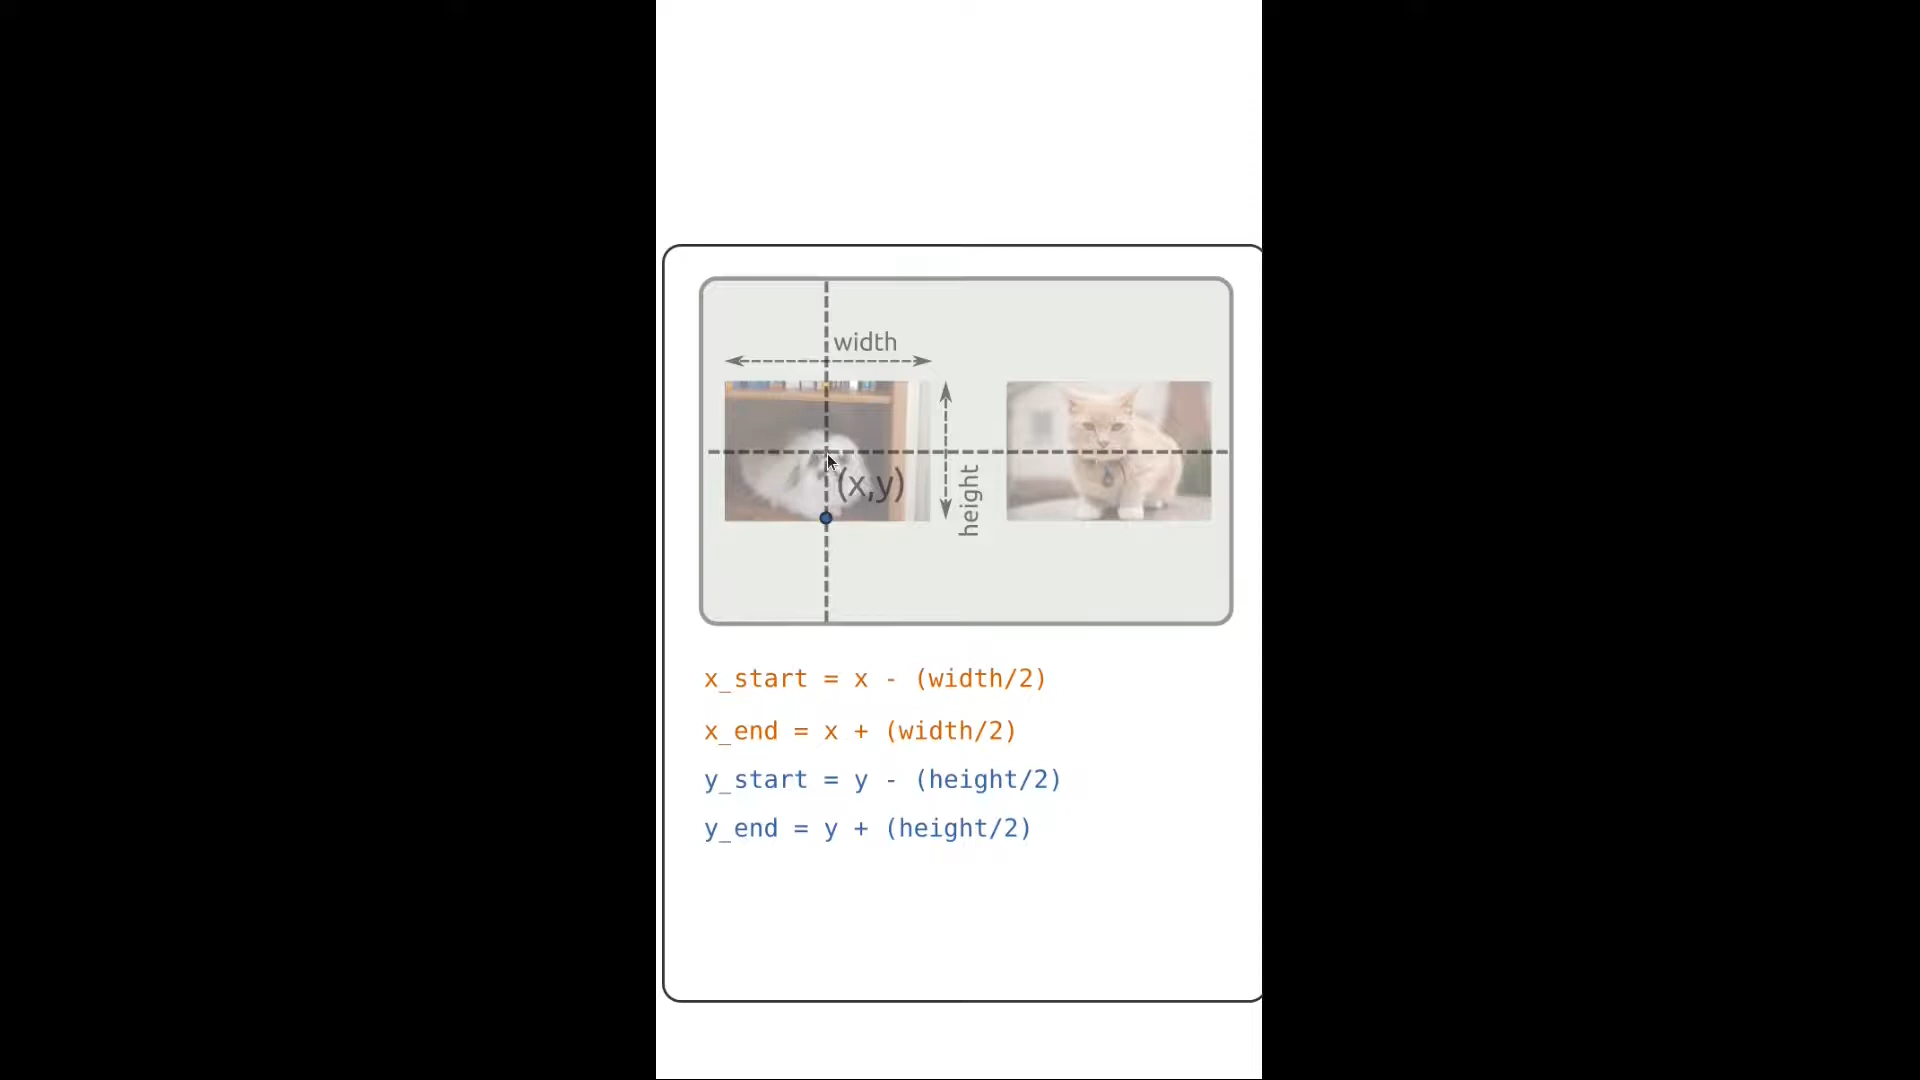 width
(x,y)
height
x_start = x - (width/2)
x_end = x + (width/2)
y_start = y - (height/2)
y_end = y + (height/2)